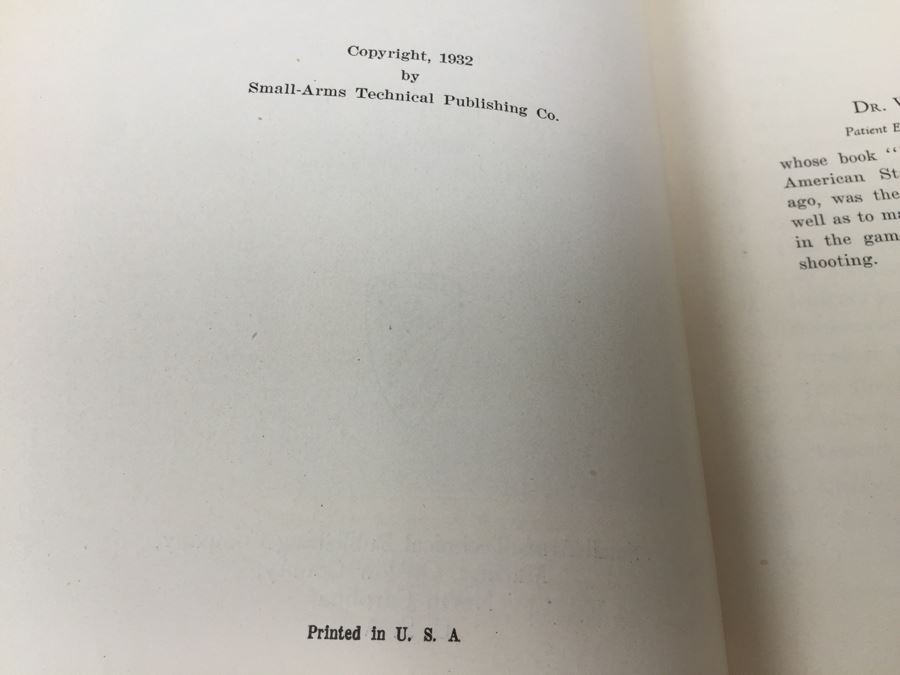 Copyright, 1932
by
Small-Arms Technical Publishing Co.
Printed in U. S. A
DR.
Patient
whose book “
American
ago, was the
well as to
in the
shooting.